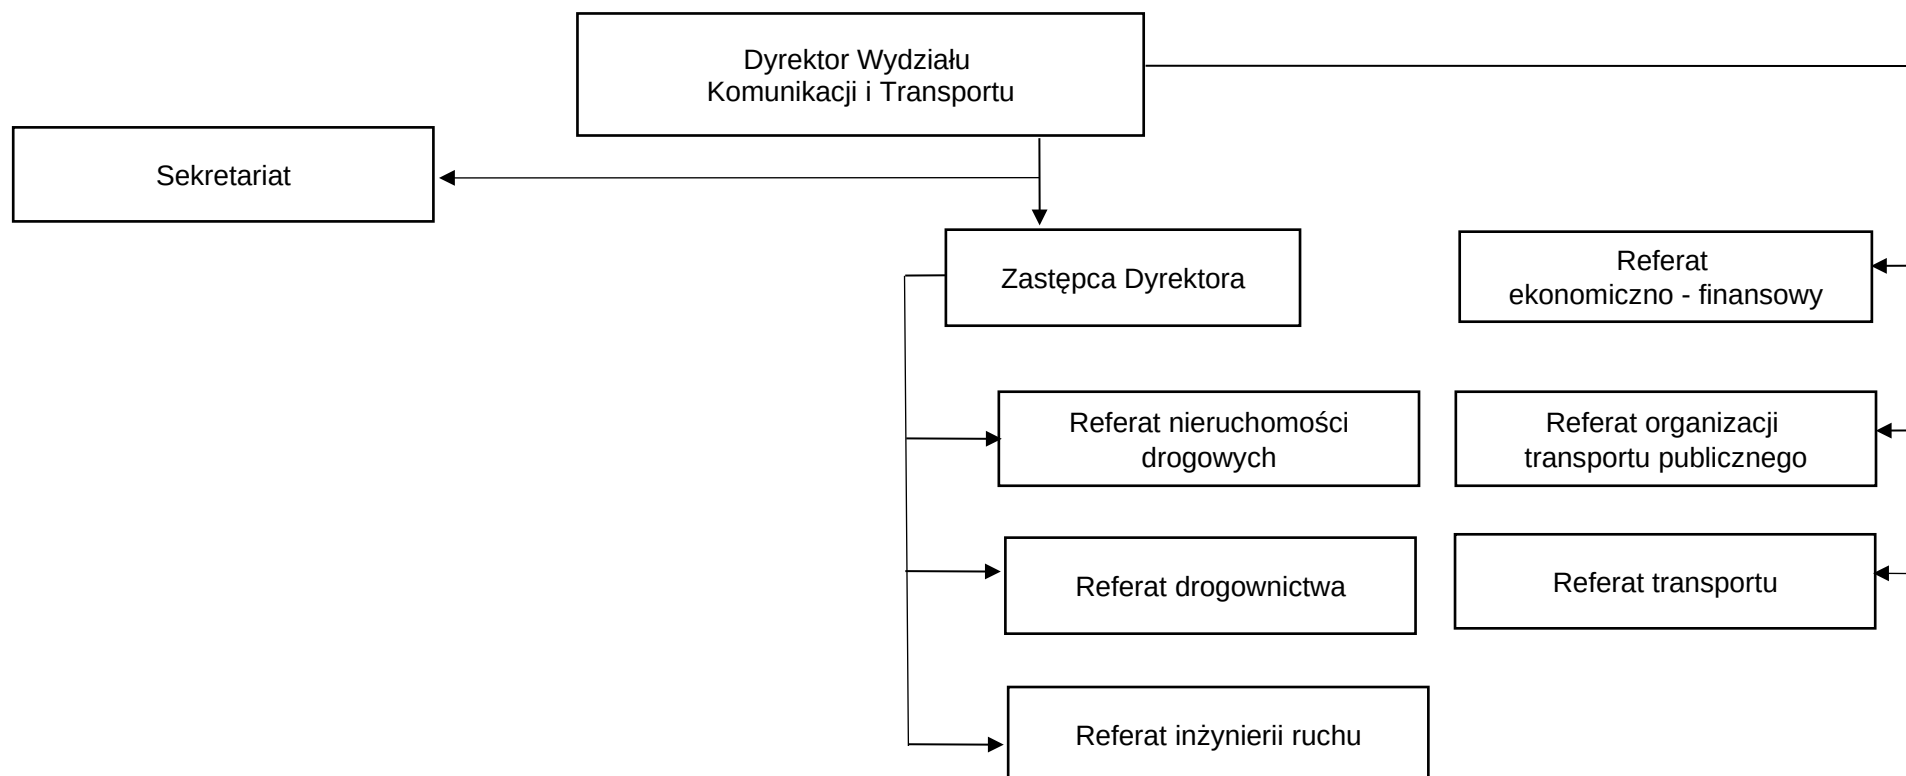 Dyrektor Wydziału
Komunikacji i Transportu
Sekretariat
Zastępca Dyrektora
Referat
ekonomiczno - finansowy
Referat nieruchomości
drogowych
Referat organizacji
transportu publicznego
Referat drogownictwa
Referat transportu
Referat inżynierii ruchu